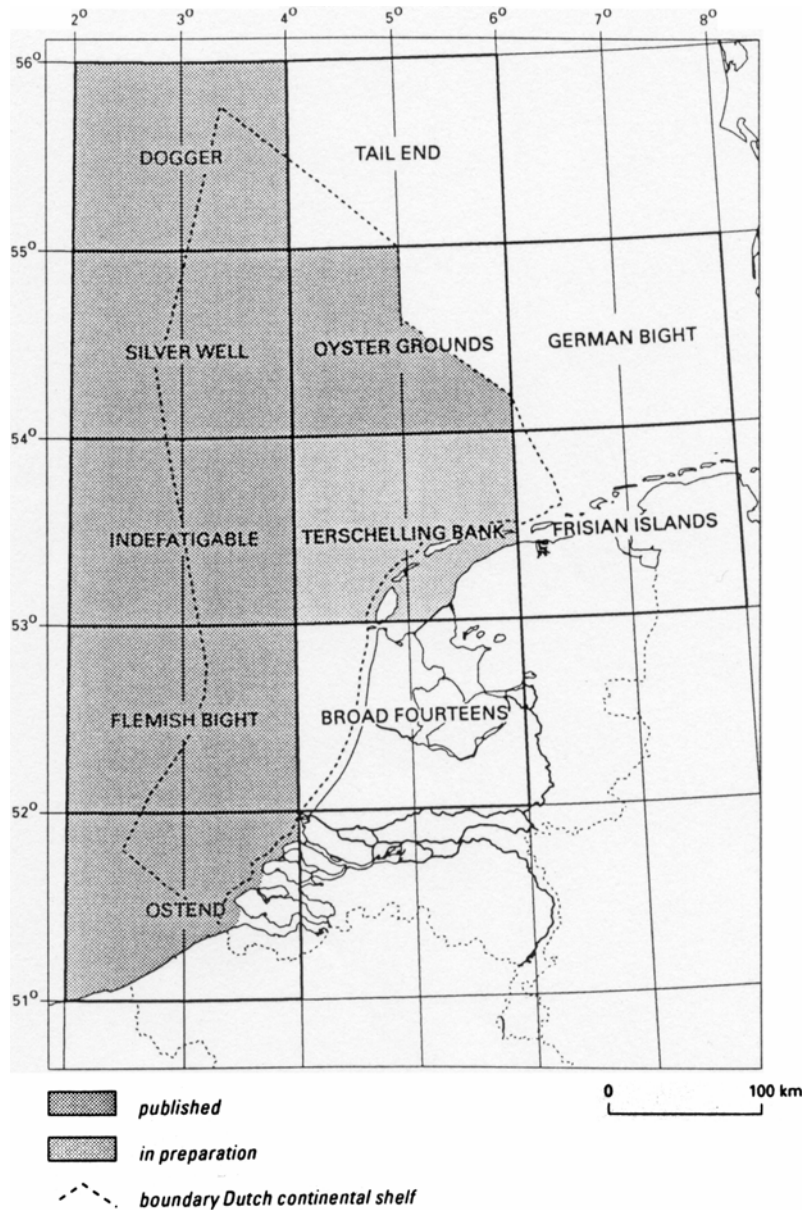 2° 3° 4° 5° 6° 7° 8°
56°
DOGGER TAIL END
55°
SILVER WELL OYSTER GROUNDS GERMAN BIGHT
54°
INDEFATIGABLE TERSCHELLING BANK FRISIAN ISLANDS
53°
FLEMISH BIGHT BROAD FOURTEENS
52°
OSTEND
51°
0 100 km
published
in preparation
boundary Dutch continental shelf